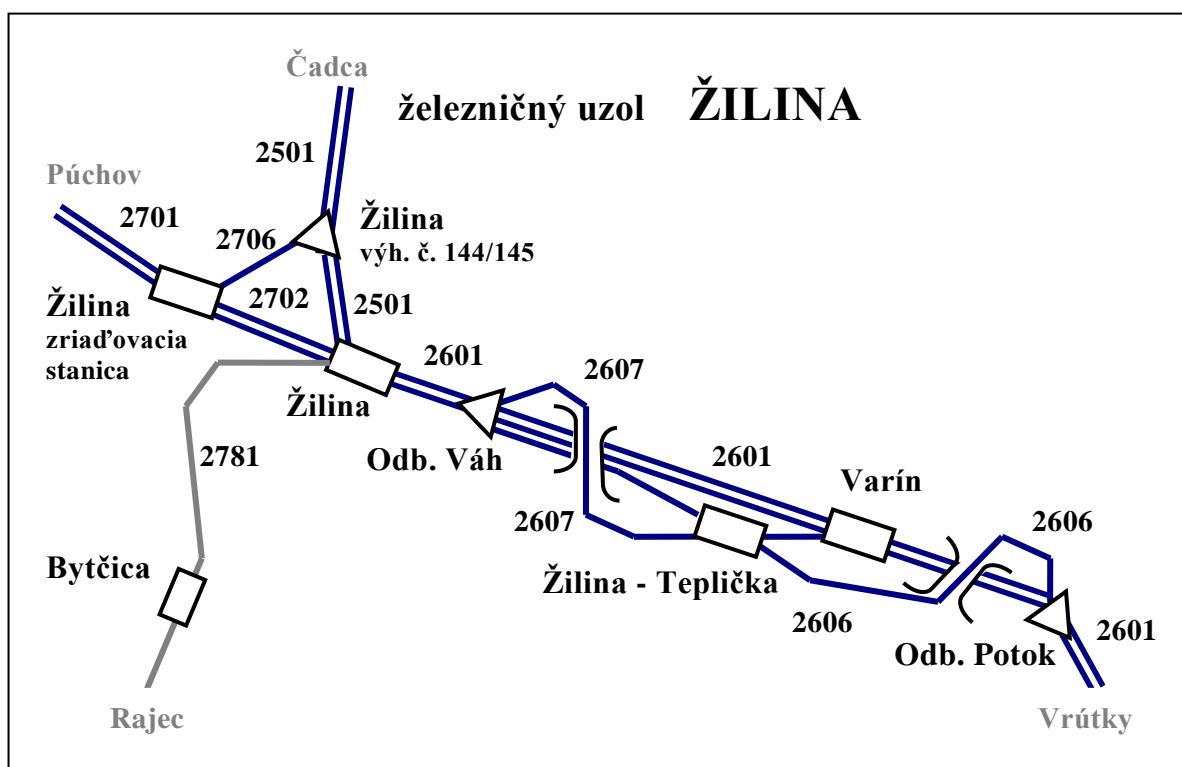 Čadca
železničný uzol ŽILINA
2501
Púchov
2701
Žilina
výh. č. 144/145
2706
2702
2501
Žilina
zriaďovacia
stanica
2601
2607
Žilina
Odb. Váh
2781
2601
Varín
2607
2606
Bytčica
Žilina - Teplička
2606
2601
Odb. Potok
Rajec
Vrútky